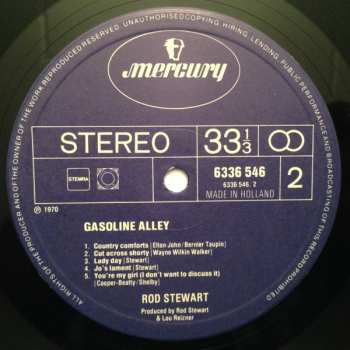 ALL RIGHTS OF THE PRODUCER AND OF THE OWNER OF THE WORK REPRODUCED RESERVED. UNAUTHORISED COPYING, HIRING, LENDING, PUBLIC PERFORMANCE AND BROADCASTING OF THIS RECORD PROHIBITED
mercury
STEREO
33 1/3
6336 546
6336 546. 2
MADE IN HOLLAND
2
STEMRA
℗ 1970
GASOLINE ALLEY
1. Country comforts (Elton John / Bernier Taupin)
2. Cut across shorty (Wayne Wilkin Walker)
3. Lady day (Stewart)
4. Jo's lament (Stewart)
5. You're my girl (I don't want to discuss it)
(Cooper-Beatty/Shelby)
ROD STEWART
Produced by Rod Stewart
& Lou Reizner